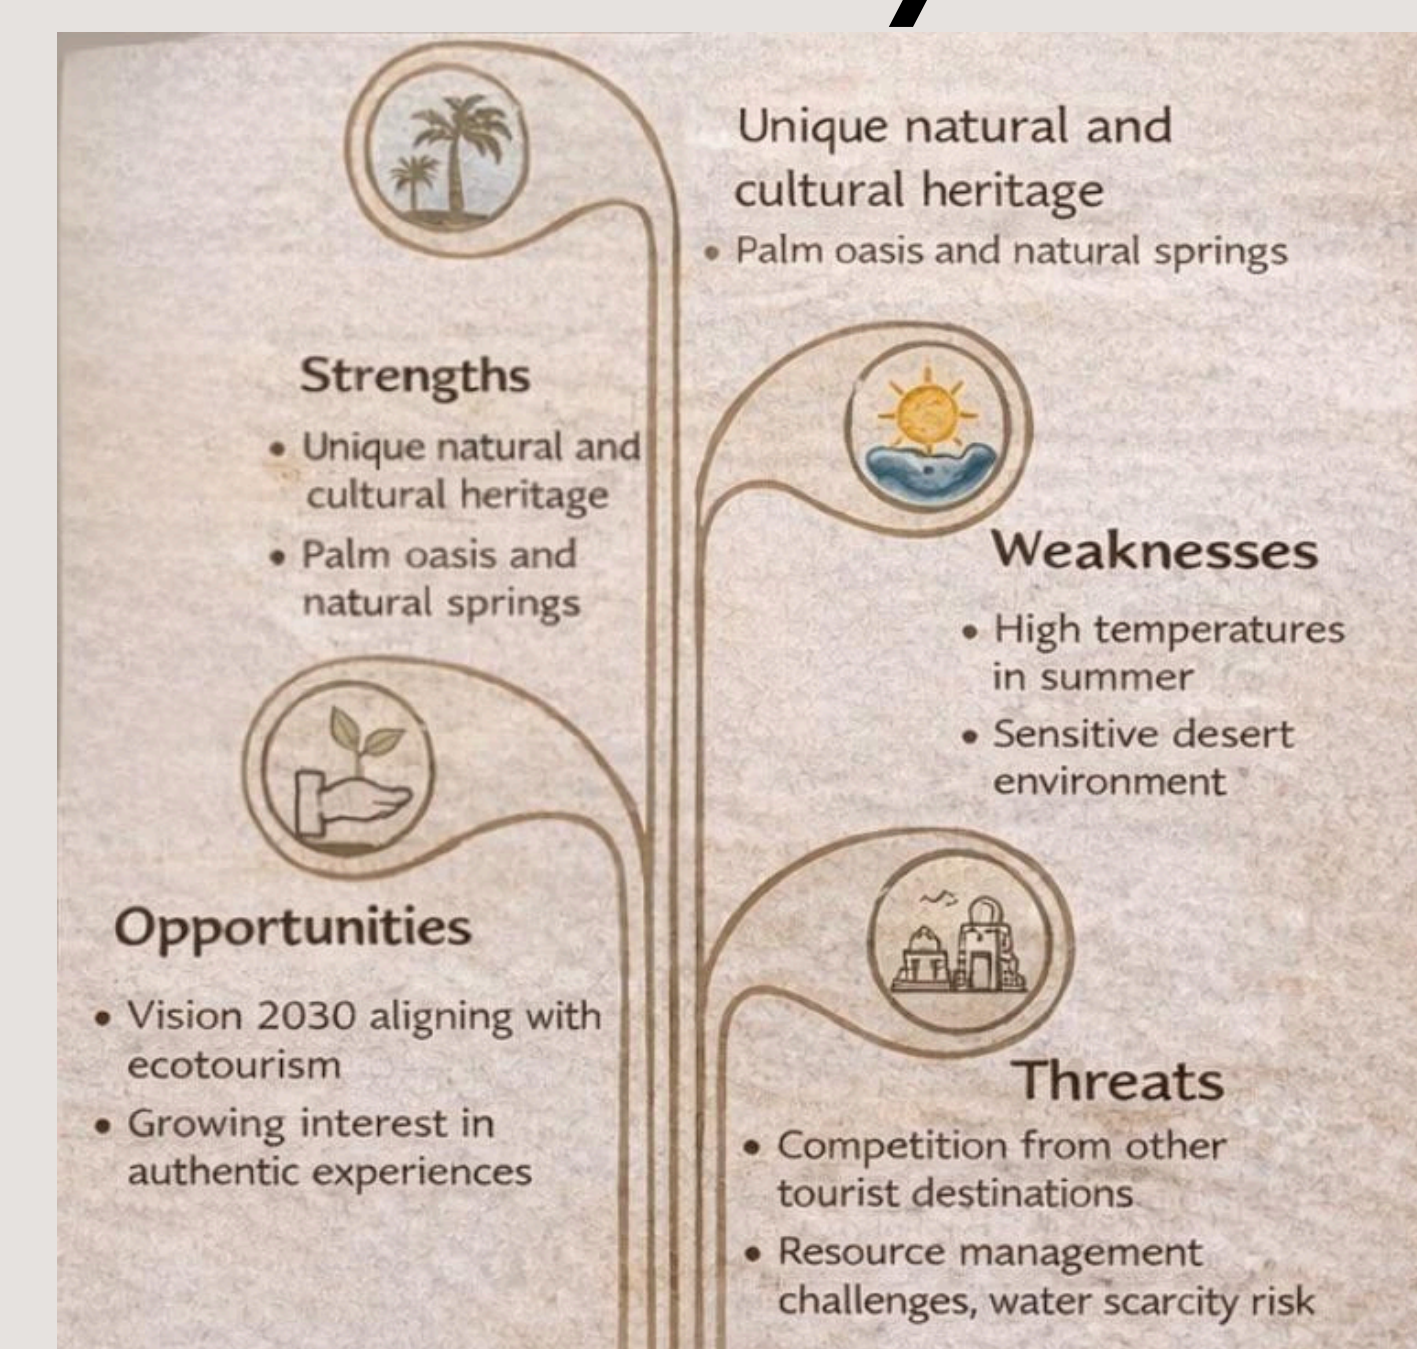 Unique natural and
cultural heritage
• Palm oasis and natural springs
Strengths
• Unique natural and
cultural heritage
• Palm oasis and
natural springs
Weaknesses
• High temperatures
in summer
• Sensitive desert
environment
Opportunities
• Vision 2030 aligning with
ecotourism
• Growing interest in
authentic experiences
Threats
• Competition from other
tourist destinations
• Resource management
challenges, water scarcity risk